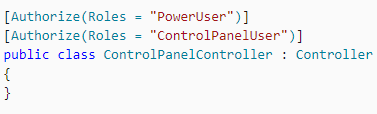 [Authorize(Roles = "PowerUser")]
[Authorize(Roles = "ControlPanelUser")]
public class ControlPanelController : Controller
{
}